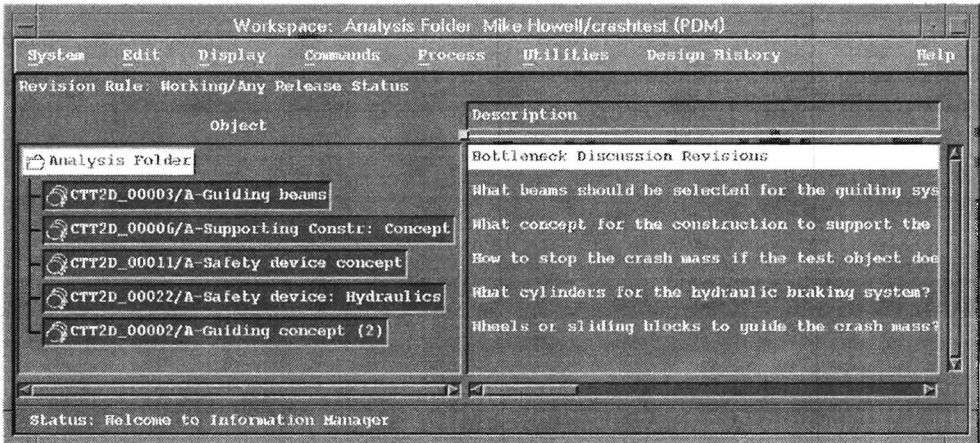 Workspace: Analysis Folder Mike Howell/crashtest (PDM)
System Edit Display Commands Process Utilities Design History Help
Revision Rule: Working/Any Release Status
Object Description
Analysis Folder Bottleneck Discussion Revisions
CTT2D_00003/A-Guiding beams What beams should be selected for the guiding sys
CTT2D_00006/A-Supporting Constr: Concept What concept for the construction to support the
CTT2D_00011/A-Safety device concept How to stop the crash mass if the test object doe
CTT2D_00022/A-Safety device: Hydraulics What cylinders for the hydraulic braking system?
CTT2D_00002/A-Guiding concept (2) Wheels or sliding blocks to guide the crash mass?
Status: Welcome to Information Manager